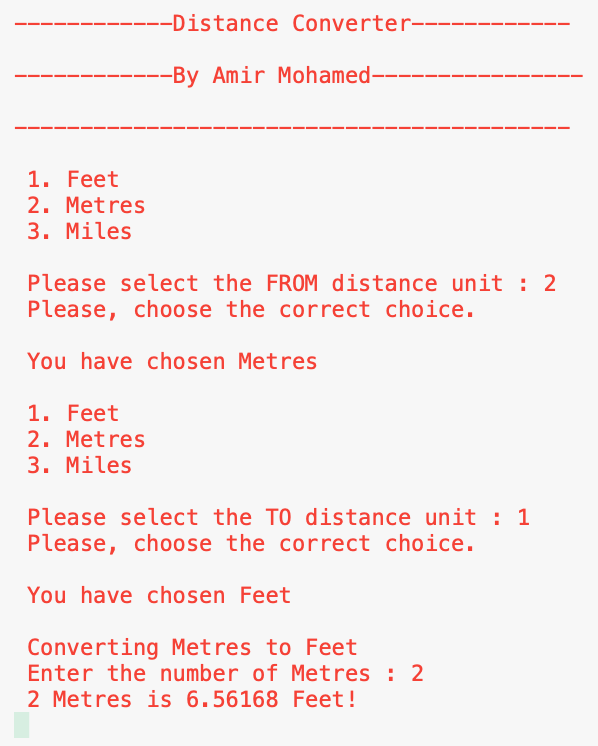 ------------Distance Converter------------
------------By Amir Mohamed----------------
------------------------------------------
1. Feet
2. Metres
3. Miles
Please select the FROM distance unit : 2
Please, choose the correct choice.
You have chosen Metres
1. Feet
2. Metres
3. Miles
Please select the TO distance unit : 1
Please, choose the correct choice.
You have chosen Feet
Converting Metres to Feet
Enter the number of Metres : 2
2 Metres is 6.56168 Feet!